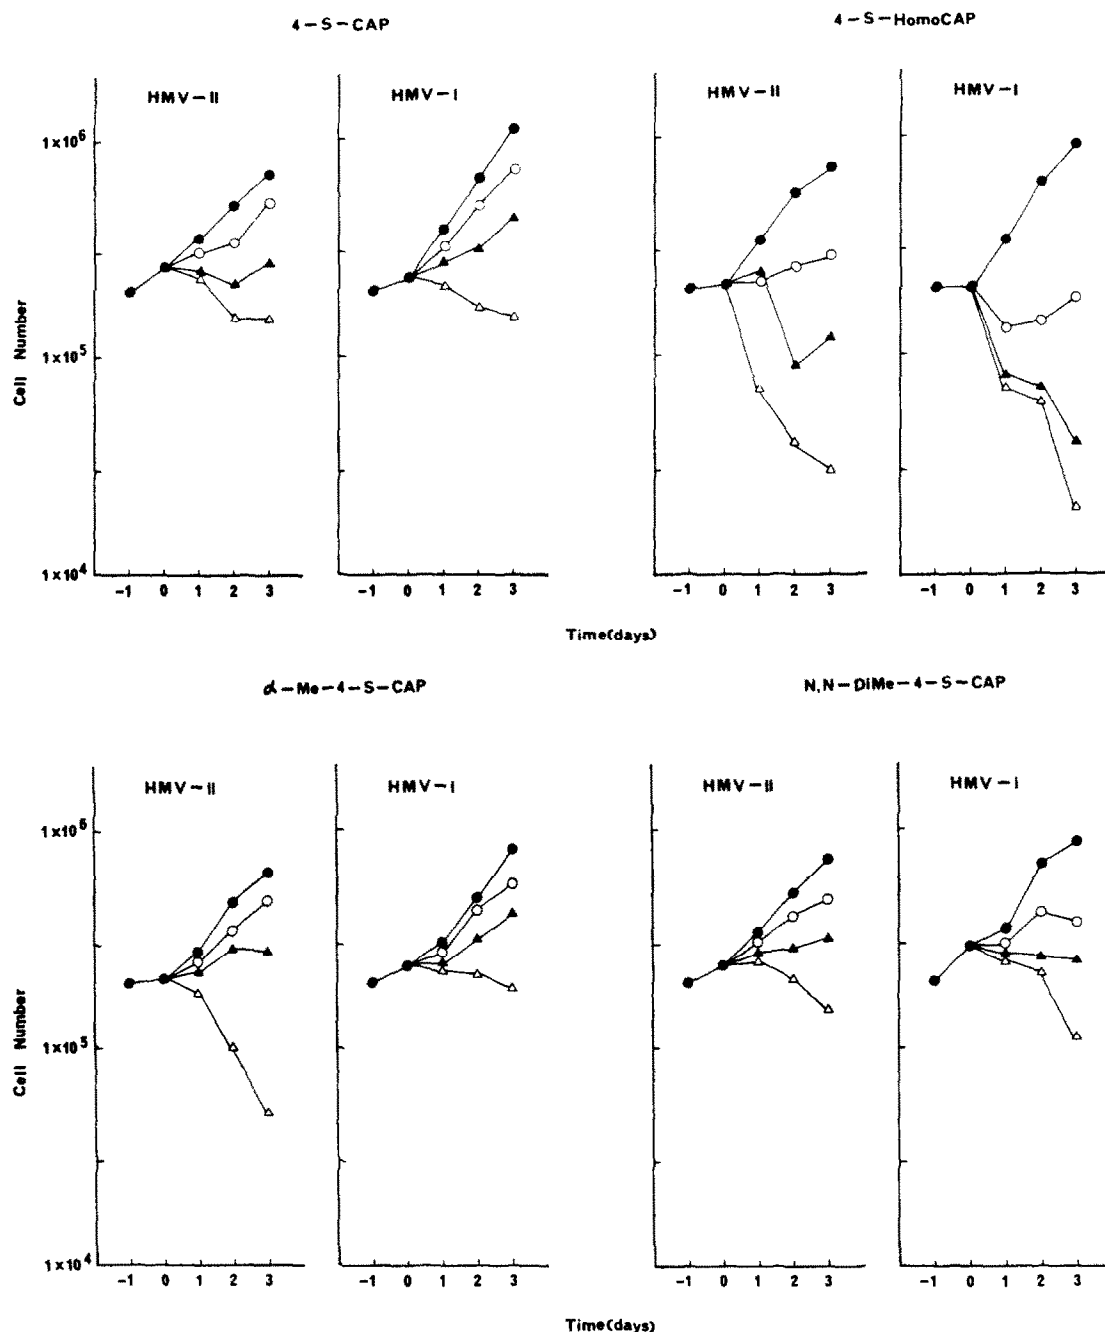 4-S-CAP
4-S-HomoCAP
HMV-II
HMV-I
HMV-II
HMV-I
1×10⁶
1×10⁵
1×10⁴
Cell Number
-1 0 1 2 3
-1 0 1 2 3
-1 0 1 2 3
-1 0 1 2 3
Time(days)
α-Me-4-S-CAP
N,N-DiMe-4-S-CAP
HMV-II
HMV-I
HMV-II
HMV-I
1×10⁶
1×10⁵
1×10⁴
Cell Number
-1 0 1 2 3
-1 0 1 2 3
-1 0 1 2 3
-1 0 1 2 3
Time(days)